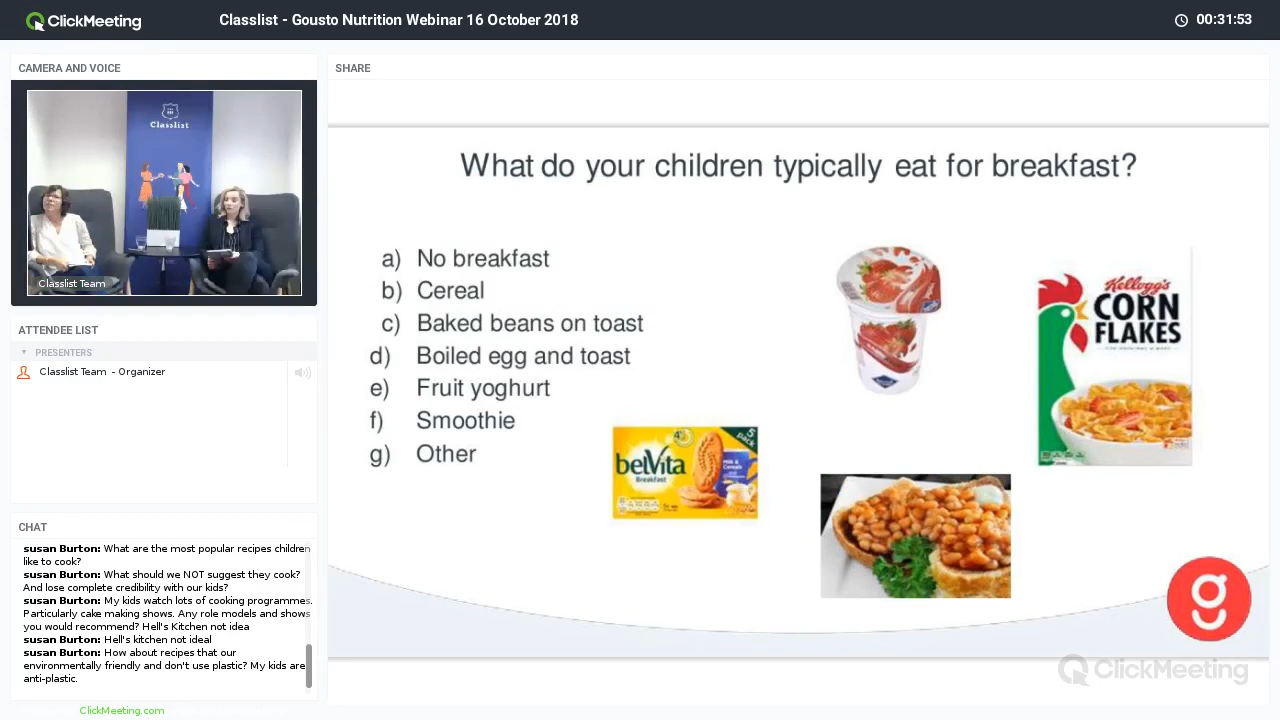 ClickMeeting
Classlist - Gousto Nutrition Webinar 16 October 2018
00:31:53
CAMERA AND VOICE
Classlist
Classlist Team
ATTENDEE LIST
PRESENTERS
Classlist Team - Organizer
CHAT
susan Burton: What are the most popular recipes children
like to cook?
susan Burton: What should we NOT suggest they cook?
And lose complete credibility with our kids?
susan Burton: My kids watch lots of cooking programmes.
Particularly cake making shows. Any role models and shows
you would recommend? Hell's Kitchen not idea
susan Burton: Hell's kitchen not ideal
susan Burton: How about recipes that our
environmentally friendly and don't use plastic? My kids are
anti-plastic.
ClickMeeting.com
SHARE
What do your children typically eat for breakfast?
a) No breakfast
b) Cereal
c) Baked beans on toast
d) Boiled egg and toast
e) Fruit yoghurt
f) Smoothie
g) Other
belVita
Breakfast
5
pack
Milk &
Cereals
Kellogg's
CORN
FLAKES
g
ClickMeeting